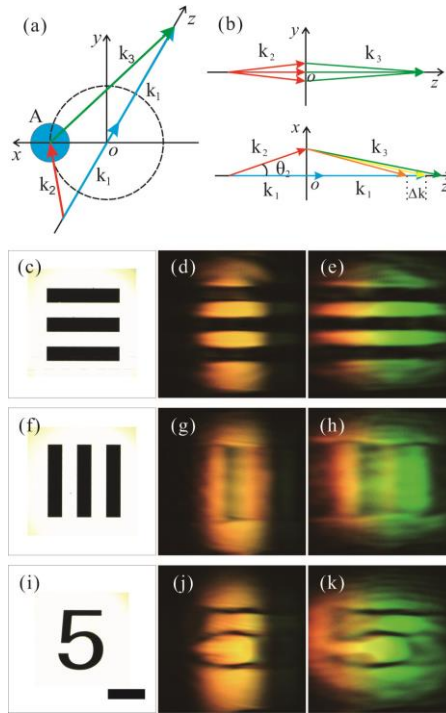 (a)
y
z
k₃
k₁
A
x
o
k₂
k₁
(b)
y
k₂
k₃
o
z
x
k₂
k₃
θ₂
k₁
o
k₁
Δk
z
(c)
(d)
(e)
(f)
(g)
(h)
(i)
(j)
(k)
5